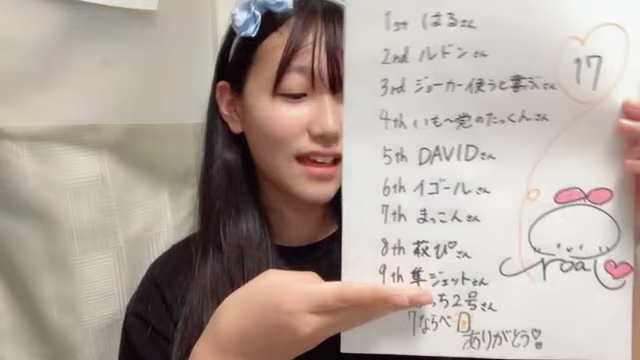 1st はるさん
2nd ルドンさん
3rd ジョーカー使うと喜ぶさん
4th いも〜党のたっくんさん
5th DAVIDさん
6th イゴールさん
7th まっこんさん
8th 萩ぴ°さん
9th 隼ジェットさん
っち2号さん
7ならべ
ありがとう
17